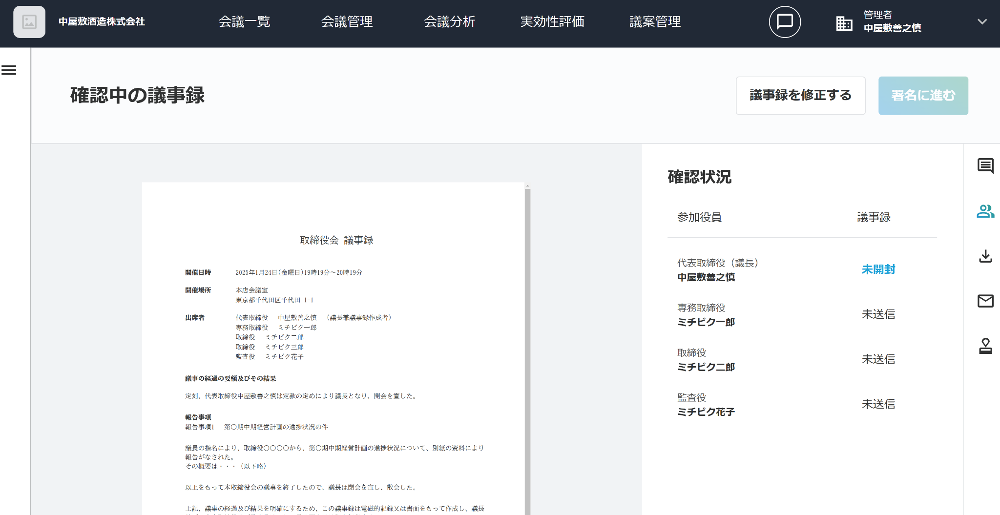 中屋敷酒造株式会社
会議一覧
会議管理
会議分析
実効性評価
議案管理
管理者
中屋敷善之慎
確認中の議事録
議事録を修正する
署名に進む
取締役会 議事録
開催日時 2025年1月24日(金曜日)19時19分～20時19分
開催場所 本店会議室
東京都千代田区千代田 1-1
出席者 代表取締役 中屋敷善之慎 （議長兼議事録作成者）
専務取締役 ミチビク一郎
取締役 ミチビク二郎
取締役 ミチビク三郎
監査役 ミチビク花子
議事の経過の要領及びその結果
定刻、代表取締役中屋敷善之慎は定款の定めにより議長となり、開会を宣した。
報告事項
報告事項1 第〇期中期経営計画の進捗状況の件
議長の指名により、取締役〇〇〇〇から、第〇期中期経営計画の進捗状況について、別紙の資料により
報告がなされた。
その概要は・・・（以下略）
以上をもって本取締役会の議事を終了したので、議長は閉会を宣し、散会した。
上記、議事の経過及び結果を明確にするため、この議事録は電磁的記録又は書面をもって作成し、議長
確認状況
参加役員 議事録
代表取締役（議長）
中屋敷善之慎
未開封
専務取締役
ミチビク一郎
未送信
取締役
ミチビク二郎
未送信
監査役
ミチビク花子
未送信